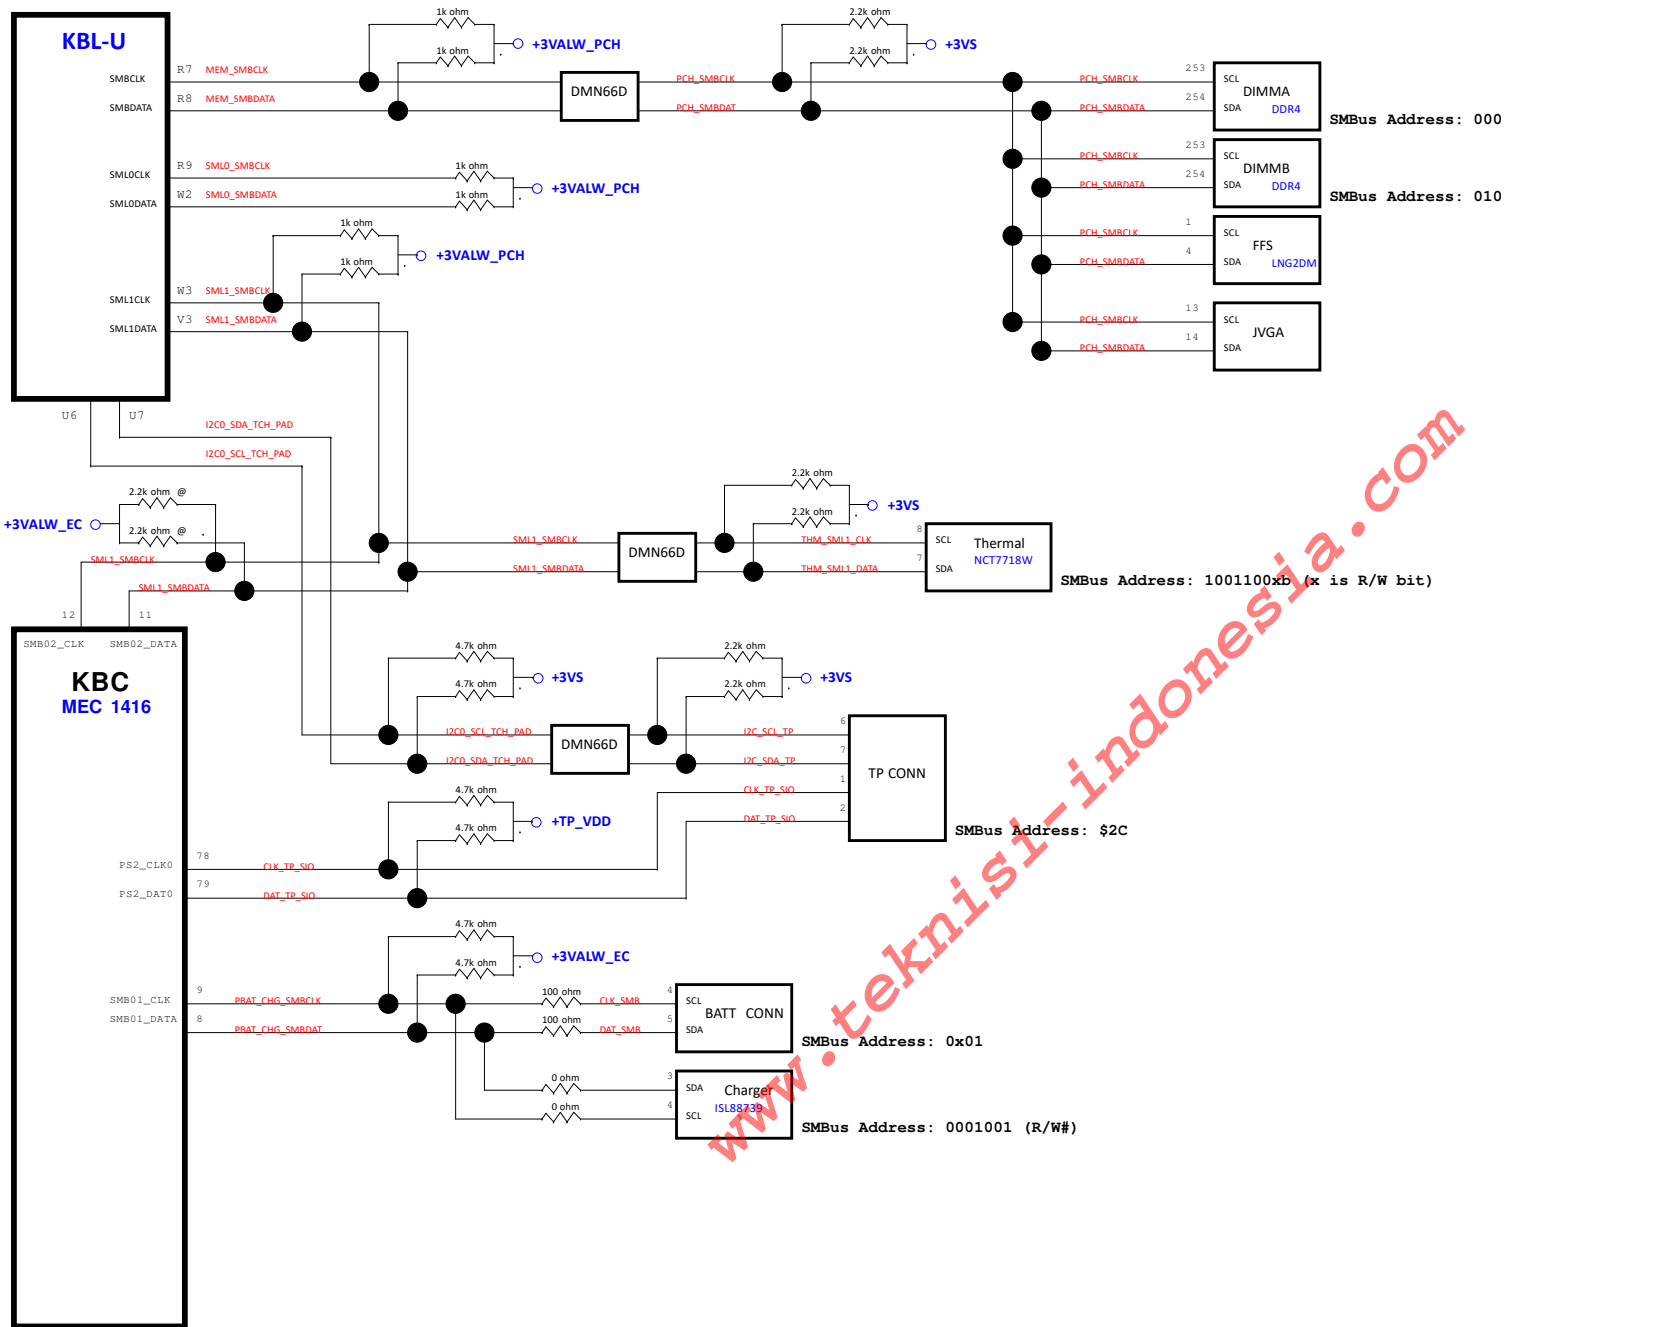 KBL-U
SMBCLK
SMBDATA
SML0CLK
SML0DATA
SML1CLK
SML1DATA
R7 MEM_SMBCLK
R8 MEM_SMBDATA
R9 SML0_SMBCLK
W2 SML0_SMBDATA
W3 SML1_SMBCLK
V3 SML1_SMBDATA
1k ohm
1k ohm
+3VALW_PCH
1k ohm
1k ohm
+3VALW_PCH
1k ohm
1k ohm
+3VALW_PCH
DMN66D
PCH_SMBCLK
PCH_SMBDAT
2.2k ohm
2.2k ohm
+3VS
PCH_SMBCLK 253 SCL
PCH_SMBDATA 254 SDA
DIMMA
DDR4
SMBus Address: 000
PCH_SMBCLK 253 SCL
PCH_SMBDATA 254 SDA
DIMMB
DDR4
SMBus Address: 010
PCH_SMBCLK 1 SCL
PCH_SMBDATA 4 SDA
FFS
LNG2DM
PCH_SMBCLK 13 SCL
PCH_SMBDATA 14 SDA
JVGA
U6 U7
I2C0_SDA_TCH_PAD
I2C0_SCL_TCH_PAD
2.2k ohm @
+3VALW_EC
2.2k ohm @
SML1_SMBCLK
SML1_SMBDATA
12 11
SMB02_CLK SMB02_DATA
SML1_SMBCLK
SML1_SMBDATA
DMN66D
2.2k ohm
2.2k ohm
+3VS
THM_SML1_CLK 8 SCL
THM_SML1_DATA 7 SDA
Thermal
NCT7718W
SMBus Address: 1001100xb (x is R/W bit)
KBC
MEC 1416
4.7k ohm
4.7k ohm
+3VS
2.2k ohm
2.2k ohm
+3VS
I2C0_SCL_TCH_PAD
I2C0_SDA_TCH_PAD
DMN66D
I2C_SCL_TP 6
I2C_SDA_TP 7
CLK_TP_SIO 1
DAT_TP_SIO 2
TP CONN
SMBus Address: $2C
4.7k ohm
4.7k ohm
+TP_VDD
PS2_CLK0 78 CLK_TP_SIO
PS2_DAT0 79 DAT_TP_SIO
4.7k ohm
4.7k ohm
+3VALW_EC
SMB01_CLK 9 PBAT_CHG_SMBCLK
SMB01_DATA 8 PBAT_CHG_SMBDAT
100 ohm CLK_SMB 4 SCL
100 ohm DAT_SMB 5 SDA
BATT CONN
SMBus Address: 0x01
0 ohm 3 SDA
0 ohm 4 SCL
Charger
ISL88739
SMBus Address: 0001001 (R/W#)
www.teknisi-indonesia.com